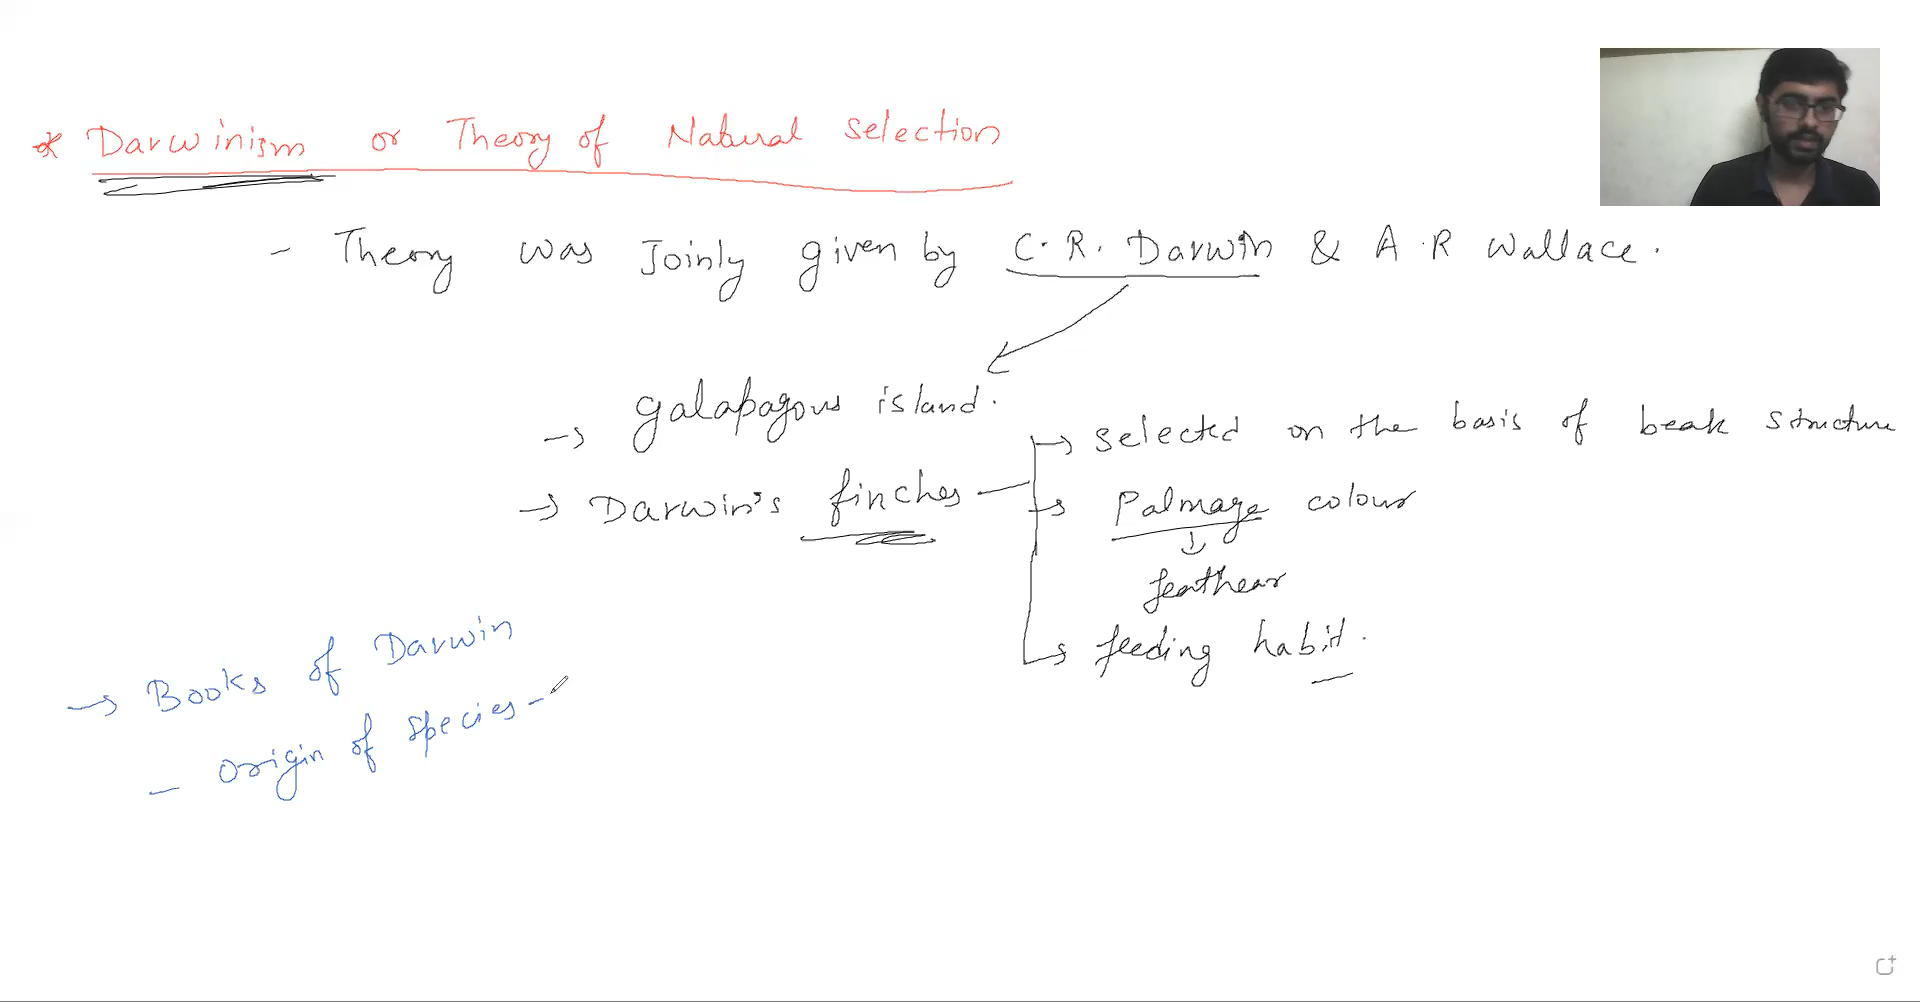 * Darwinism or Theory of Natural Selection
- Theory was Joinly given by C. R. Darwin & A. R Wallace.
→ galapagous island.
→ Darwin's finches
→ selected on the basis of beak structure
→ Palmage colour
↓
feathear
→ feeding habit.
→ Books of Darwin
- Origin of species -